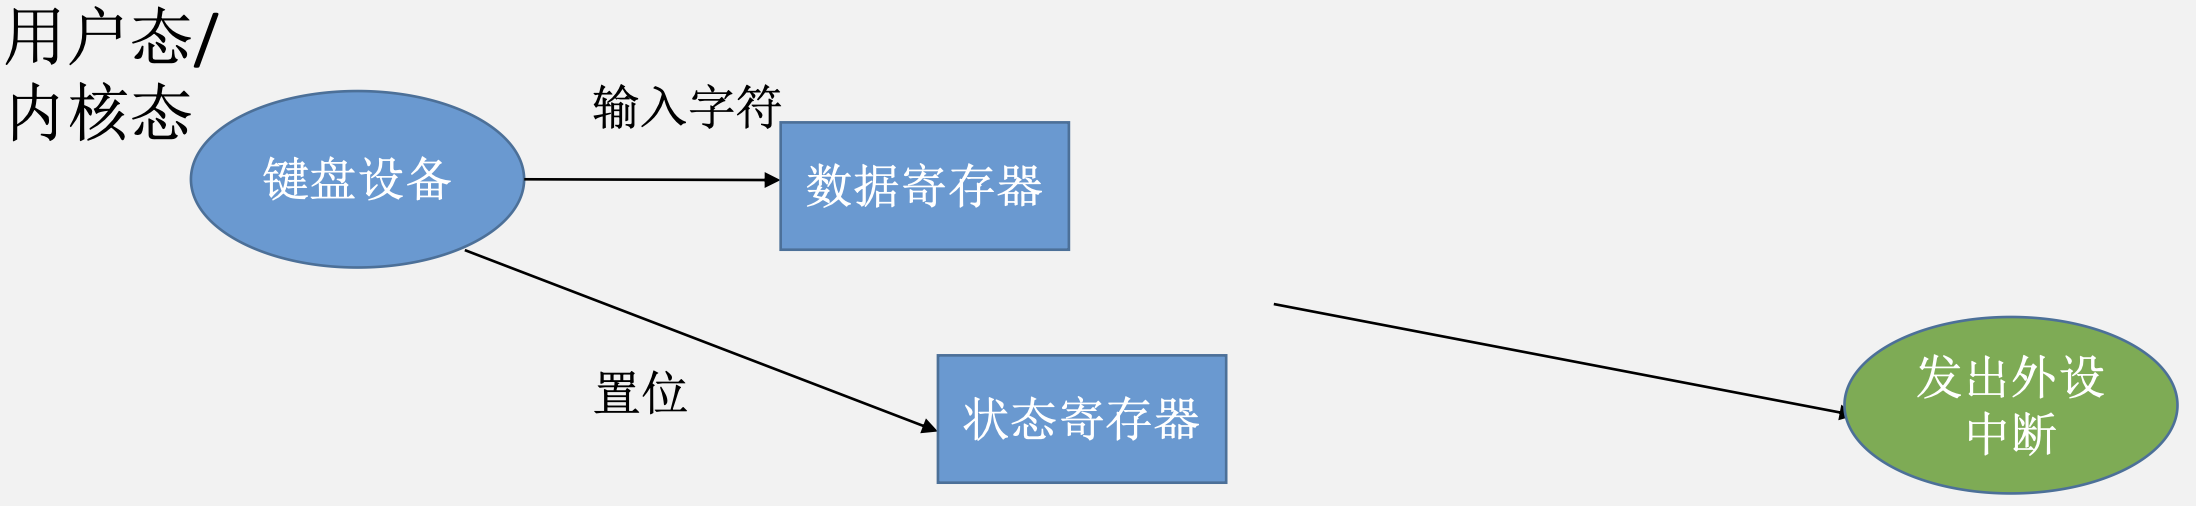 用户态/
内核态
输入字符
键盘设备
数据寄存器
置位
状态寄存器
发出外设
中断